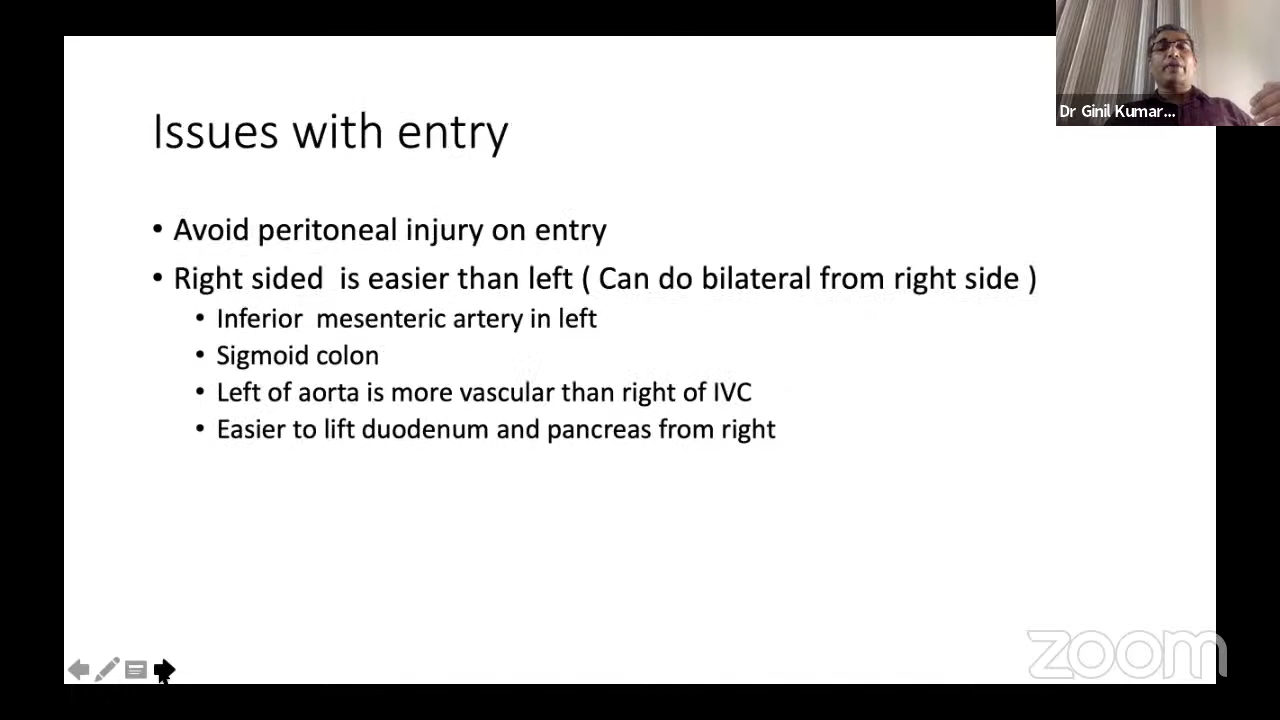 Dr Ginil Kumar...
Issues with entry
• Avoid peritoneal injury on entry
• Right sided  is easier than left ( Can do bilateral from right side )
• Inferior  mesenteric artery in left
• Sigmoid colon
• Left of aorta is more vascular than right of IVC
• Easier to lift duodenum and pancreas from right
zoom